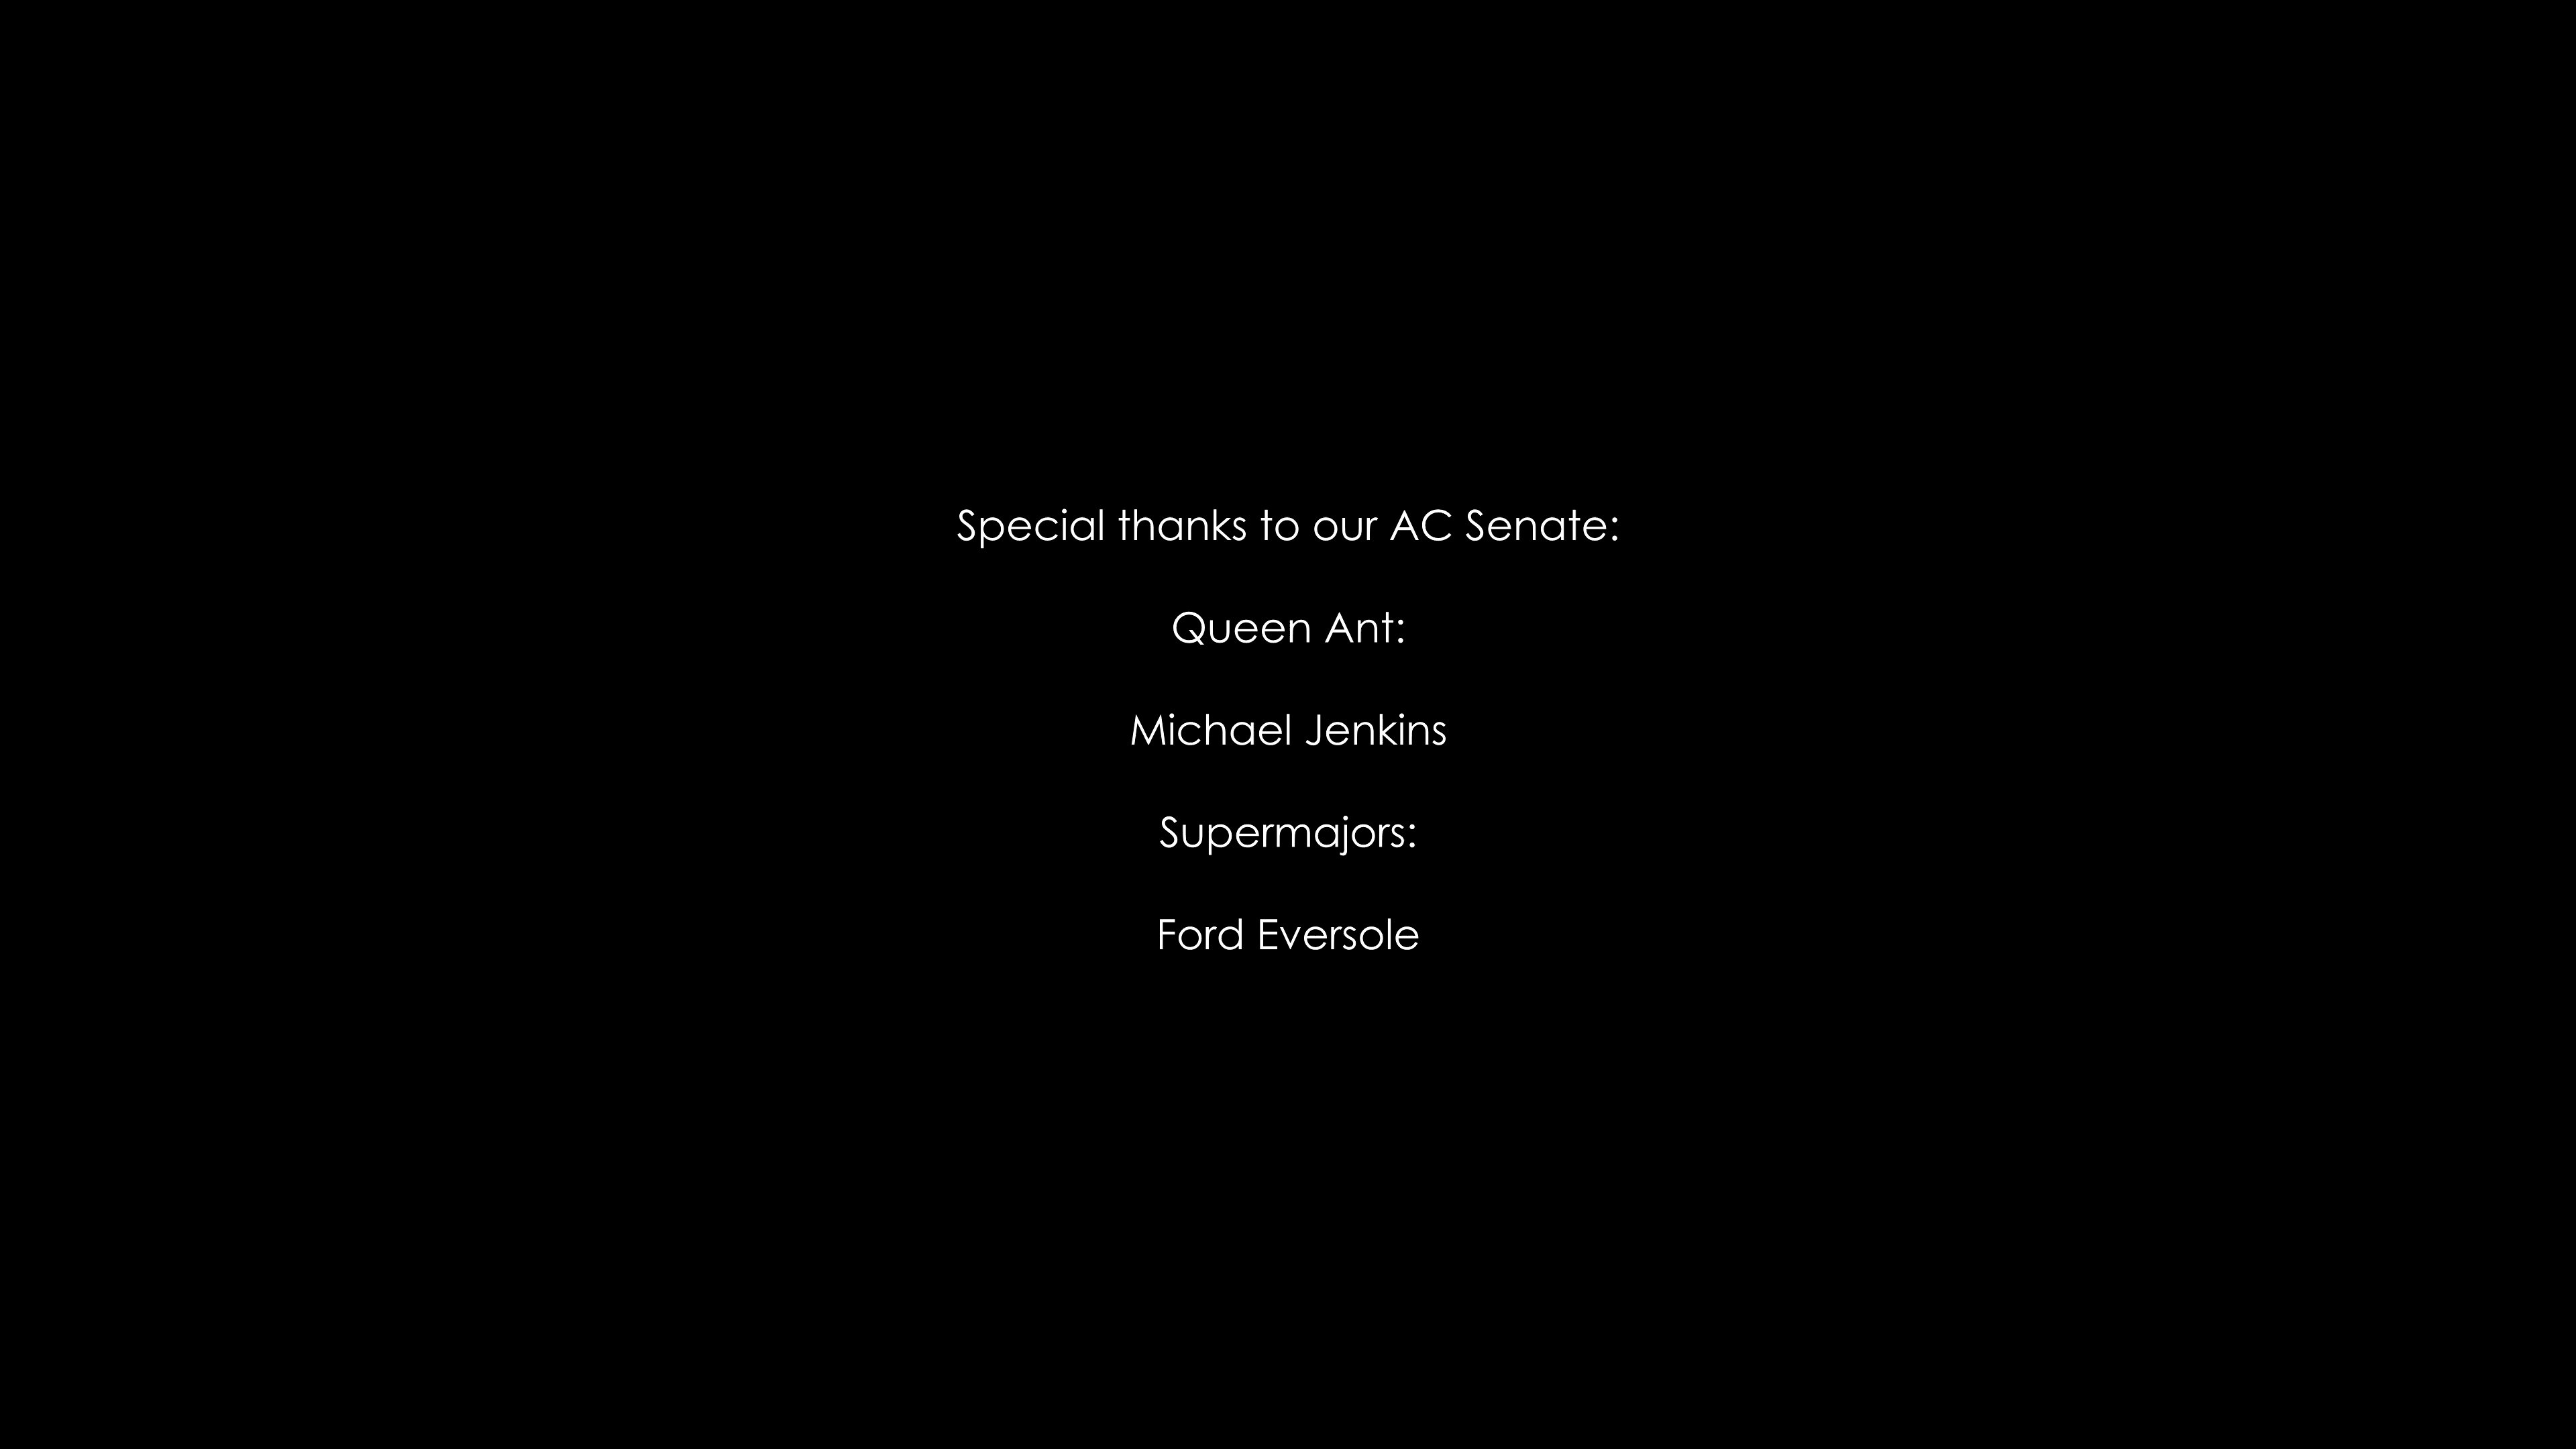 Special thanks to our AC Senate:
Queen Ant:
Michael Jenkins
Supermajors:
Ford Eversole